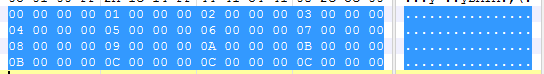 00 00 00 00 01 00 00 00 02 00 00 00 03 00 00 00 ................
04 00 00 00 05 00 00 00 06 00 00 00 07 00 00 00 ................
08 00 00 00 09 00 00 00 0A 00 00 00 0B 00 00 00 ................
0B 00 00 00 0C 00 00 00 0C 00 00 00 0C 00 00 00 ................